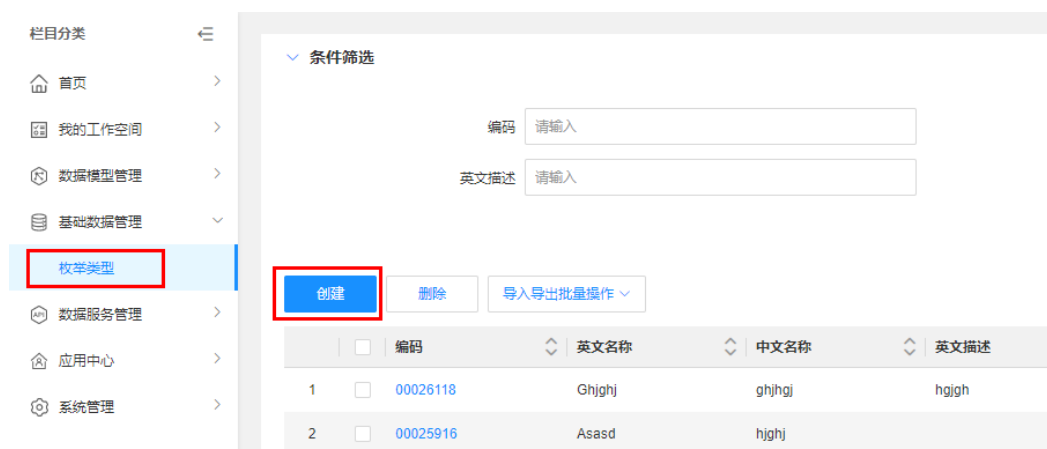 栏目分类
首页
我的工作空间
数据模型管理
基础数据管理
枚举类型
API 数据服务管理
应用中心
系统管理
条件筛选
编码 请输入
英文描述 请输入
创建 删除 导入导出批量操作
编码 英文名称 中文名称 英文描述
1 00026118 Ghjghj ghjhgj hgjgh
2 00025916 Asasd hjghj